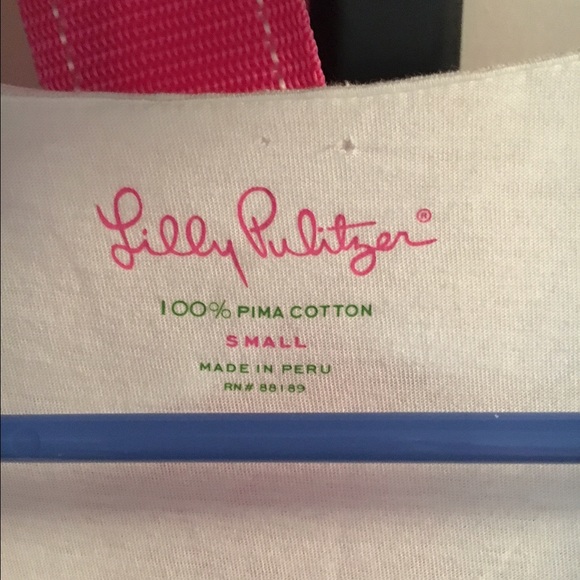 Lilly Pulitzer®
100% PIMA COTTON
SMALL
MADE IN PERU
RN# 88189